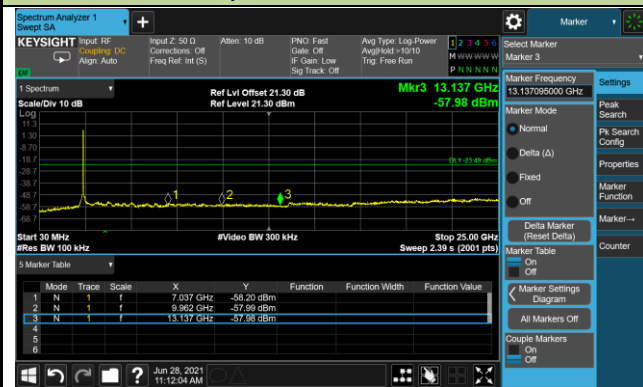 Spectrum Analyzer 1
Swept SA
+
Marker
KEYSIGHT Input: RF
Coupling: DC
Align: Auto
Input Z: 50 Ω
Corrections: Off
Freq Ref: Int (S)
Atten: 10 dB
PNO: Fast
Gate: Off
IF Gain: Low
Sig Track: Off
Avg Type: Log-Power
Avg|Hold:>10/10
Trig: Free Run
1 2 3 4 5 6
M W W W W W
P N N N N N
LVI
Select Marker
Marker 3
1 Spectrum
Scale/Div 10 dB
Log
Ref Lvl Offset 21.30 dB
Ref Level 21.30 dBm
Mkr3 13.137 GHz
-57.98 dBm
11.3
1.30
-8.70
-18.7
DL1 -23.49 dBm
-28.7
-38.7
-48.7
-58.7
-68.7
1
2
3
Start 30 MHz
#Res BW 100 kHz
#Video BW 300 kHz
Stop 25.00 GHz
Sweep 2.39 s (2001 pts)
5 Marker Table
Mode Trace Scale X Y Function Function Width Function Value
1 N 1 f 7.037 GHz -58.20 dBm
2 N 1 f 9.962 GHz -57.99 dBm
3 N 1 f 13.137 GHz -57.98 dBm
4
5
6
Marker Frequency
13.137095000 GHz
Marker Mode
Normal
Delta (Δ)
Fixed
Off
Delta Marker
(Reset Delta)
Marker Table
On
Off
Marker Settings
Diagram
All Markers Off
Couple Markers
On
Off
Settings
Peak
Search
Pk Search
Config
Properties
Marker
Function
Marker→
Counter
?
Jun 28, 2021
11:12:04 AM